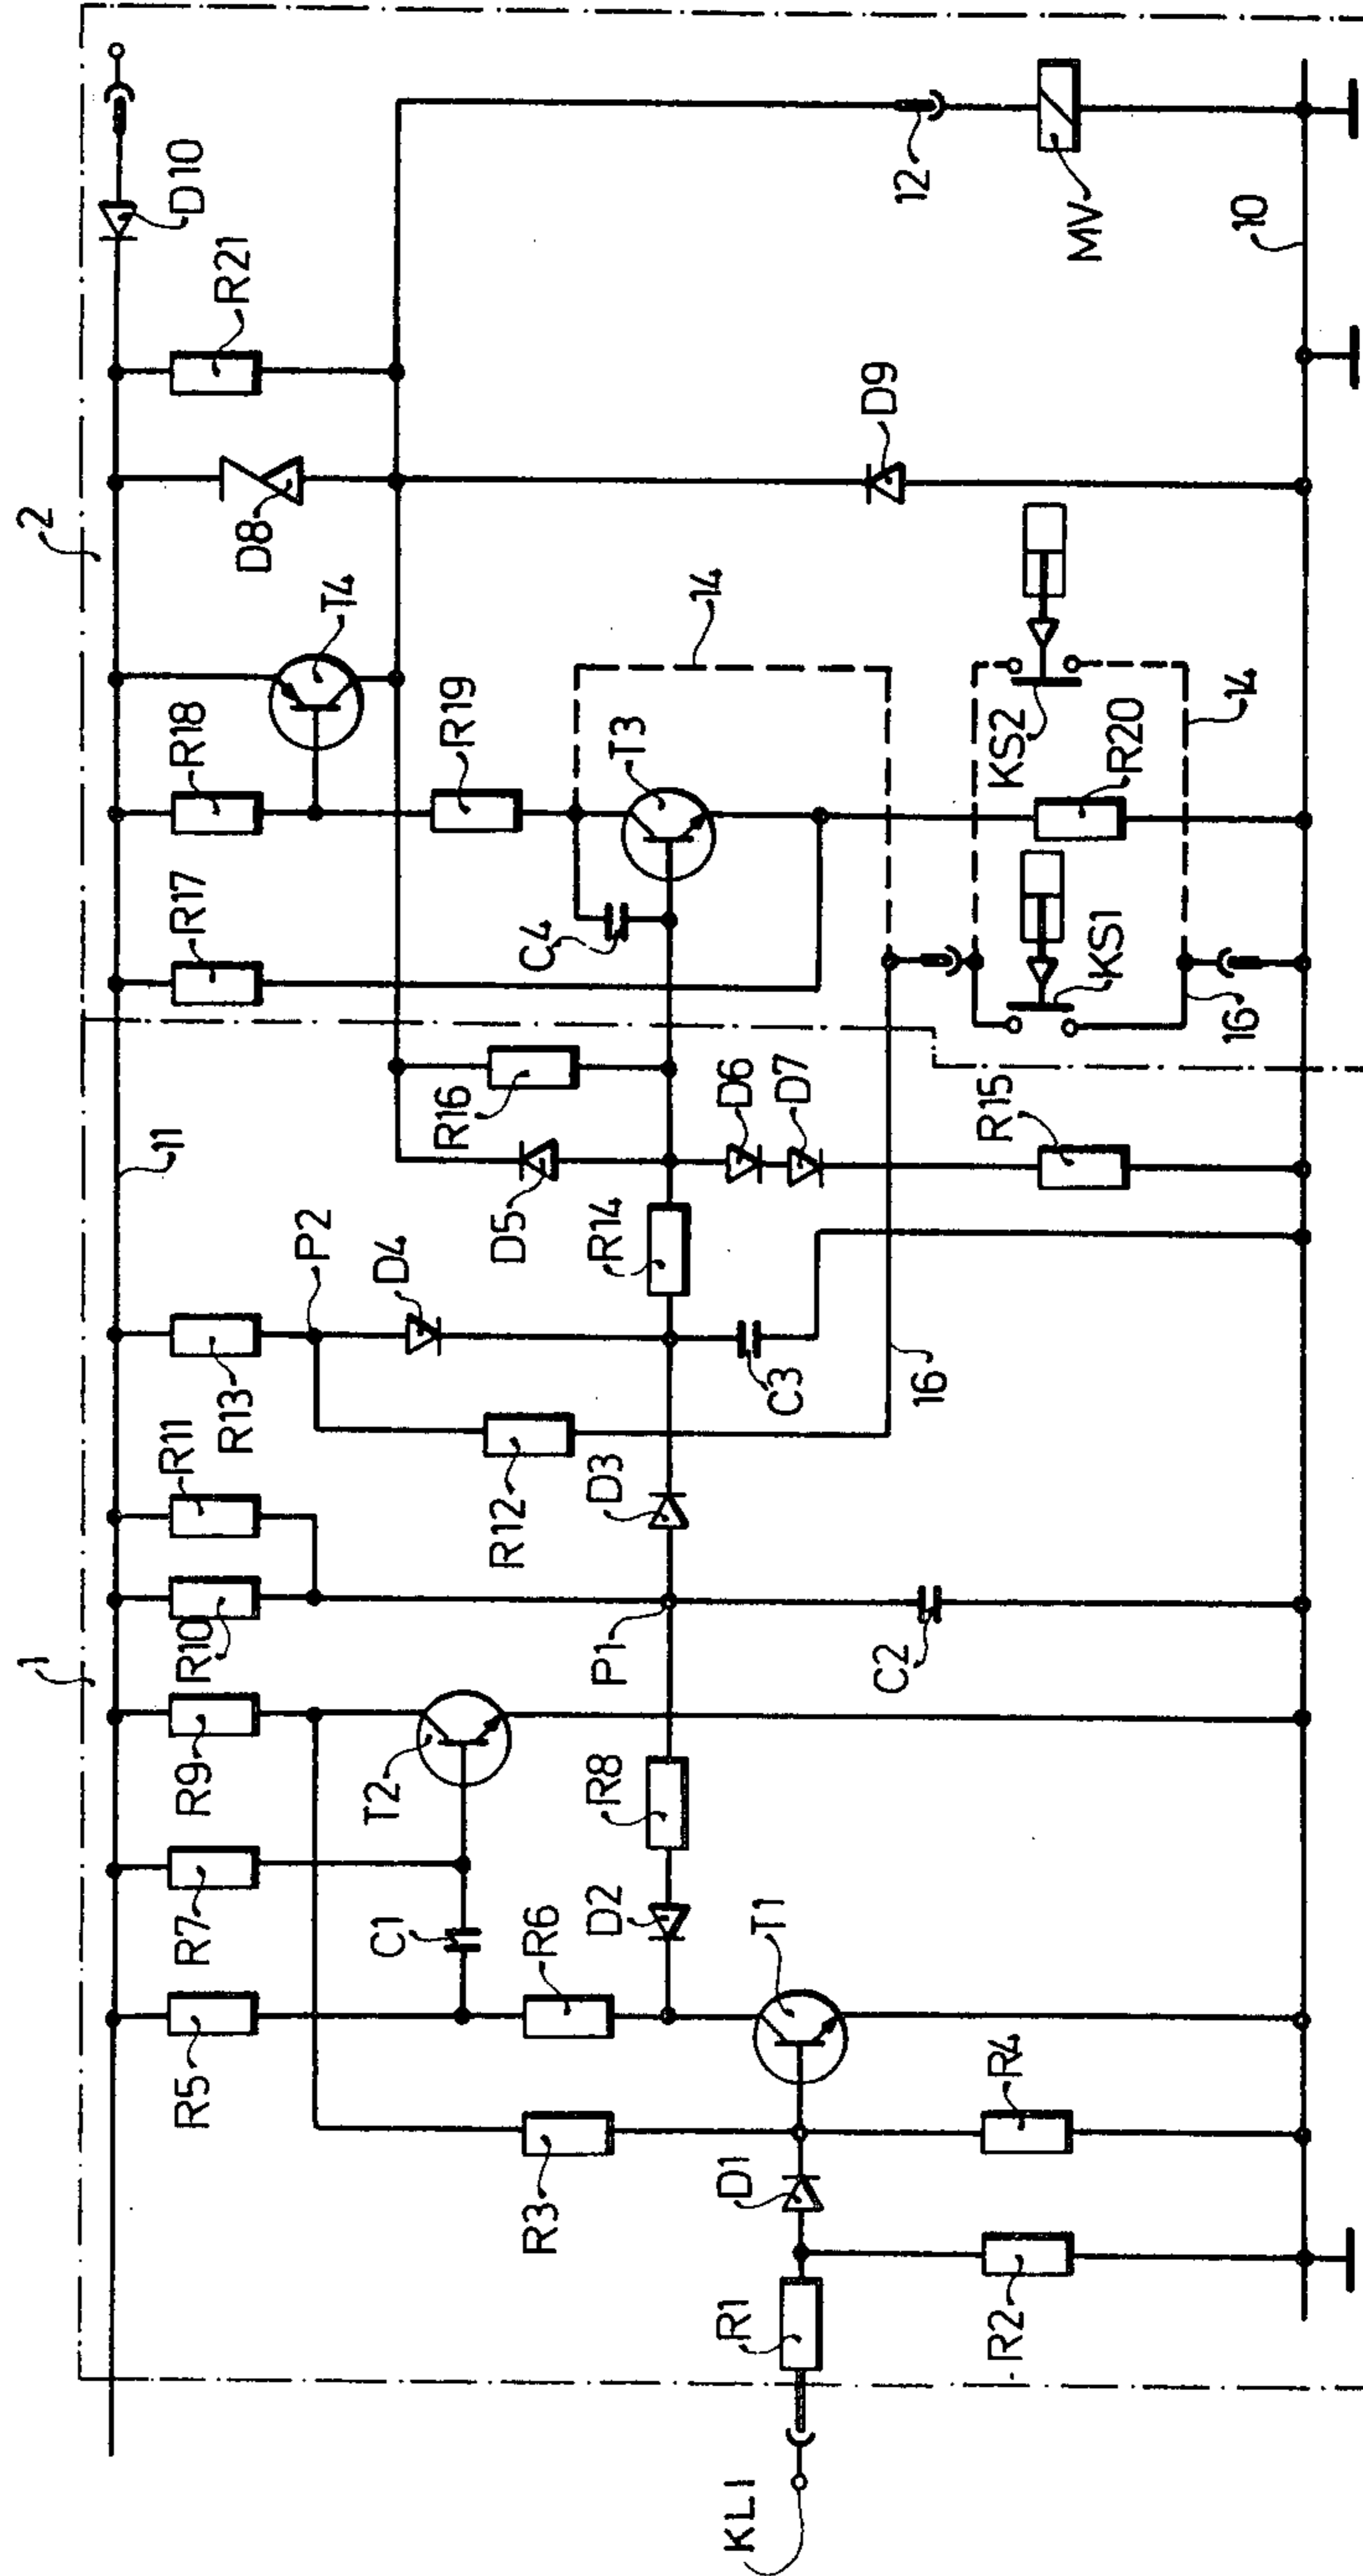 1
2
R5
R7
R9
R10
R11
R13
11
R17
R18
T4
D8
R21
D10
P2
D4
C1
T2
R3
R6
R12
D5
R16
R19
C4
T3
14
D2
R8
P1
D3
R14
D6
D7
T1
D9
12
KL1
R1
D1
C2
C3
16
R2
R4
R15
KS1
KS2
R20
14
16
MV
10